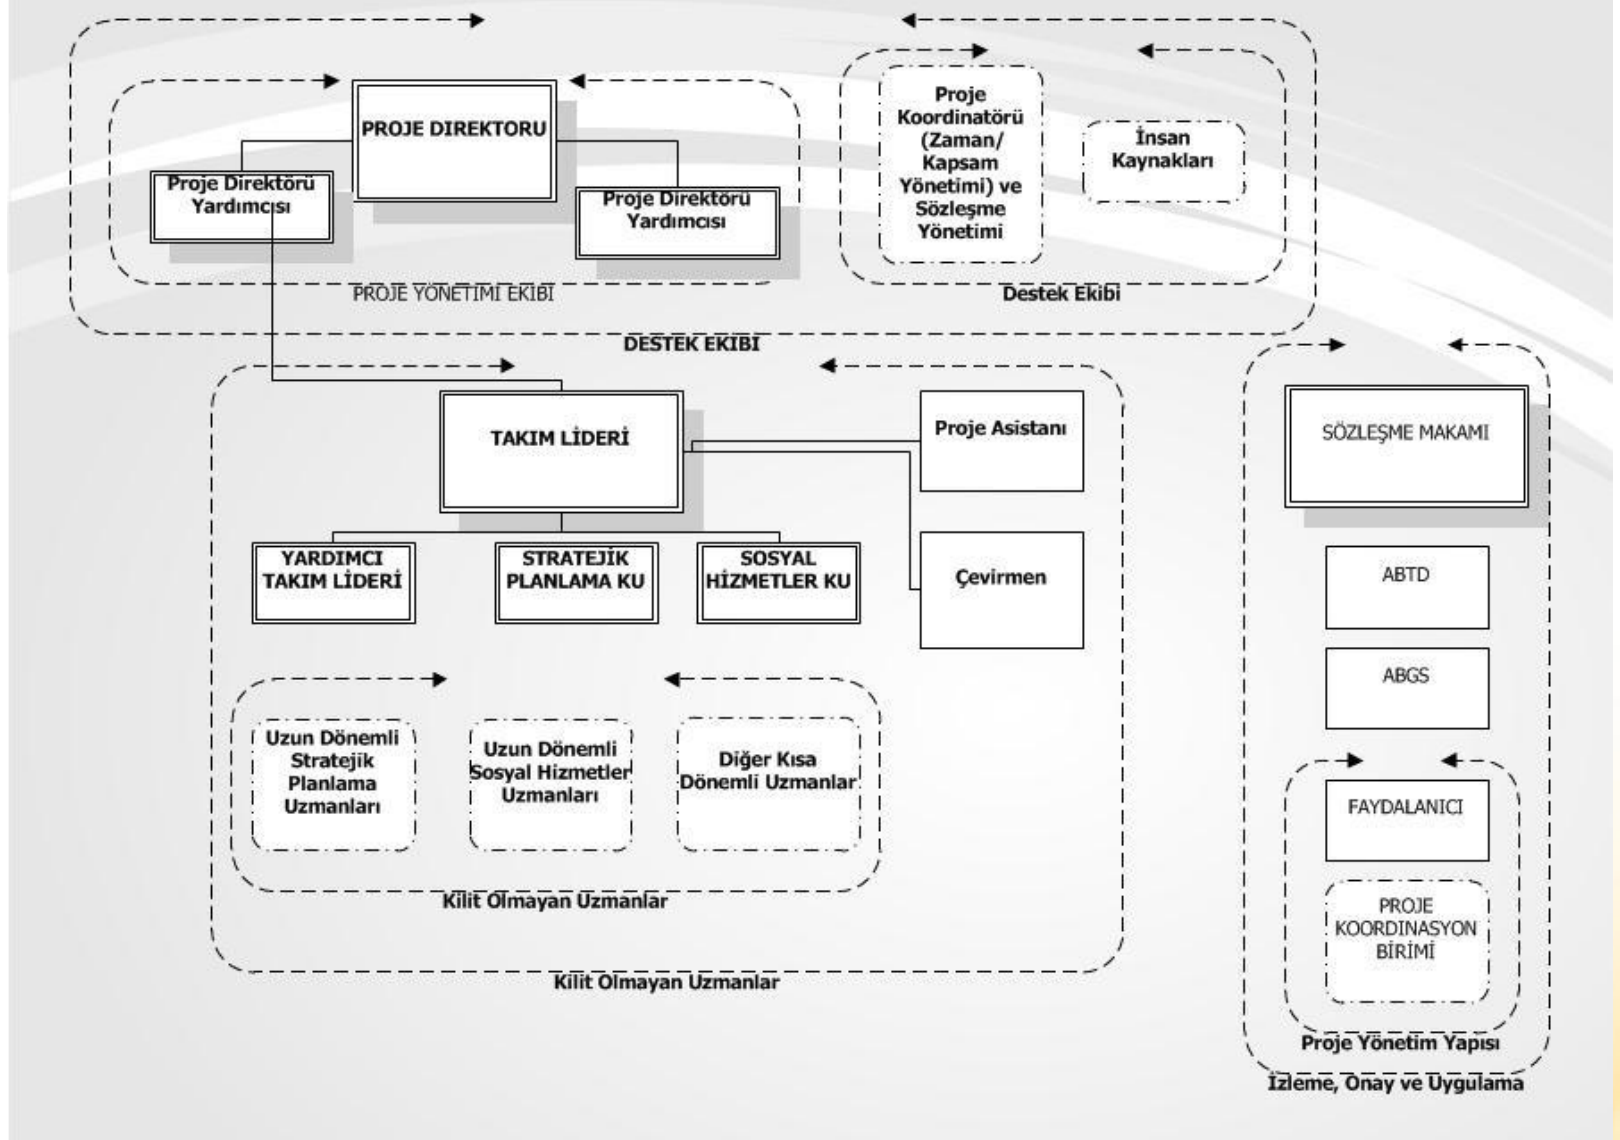 PROJE DIREKTORU
Proje Direktörü
Yardımcısı
Proje Direktörü
Yardımcısı
PROJE YÖNETIMI EKIBI
Proje
Koordinatörü
(Zaman/
Kapsam
Yönetimi) ve
Sözleşme
Yönetimi
İnsan
Kaynakları
Destek Ekibi
DESTEK EKIBI
TAKIM LİDERİ
Proje Asistanı
Çevirmen
YARDIMCI
TAKIM LİDERİ
STRATEJİK
PLANLAMA KU
SOSYAL
HİZMETLER KU
Uzun Dönemli
Stratejik
Planlama
Uzmanları
Uzun Dönemli
Sosyal Hizmetler
Uzmanları
Diğer Kısa
Dönemli Uzmanlar
Kilit Olmayan Uzmanlar
Kilit Olmayan Uzmanlar
SÖZLEŞME MAKAMI
ABTD
ABGS
FAYDALANICI
PROJE
KOORDINASYON
BİRİMİ
Proje Yönetim Yapısı
İzleme, Onay ve Uygulama